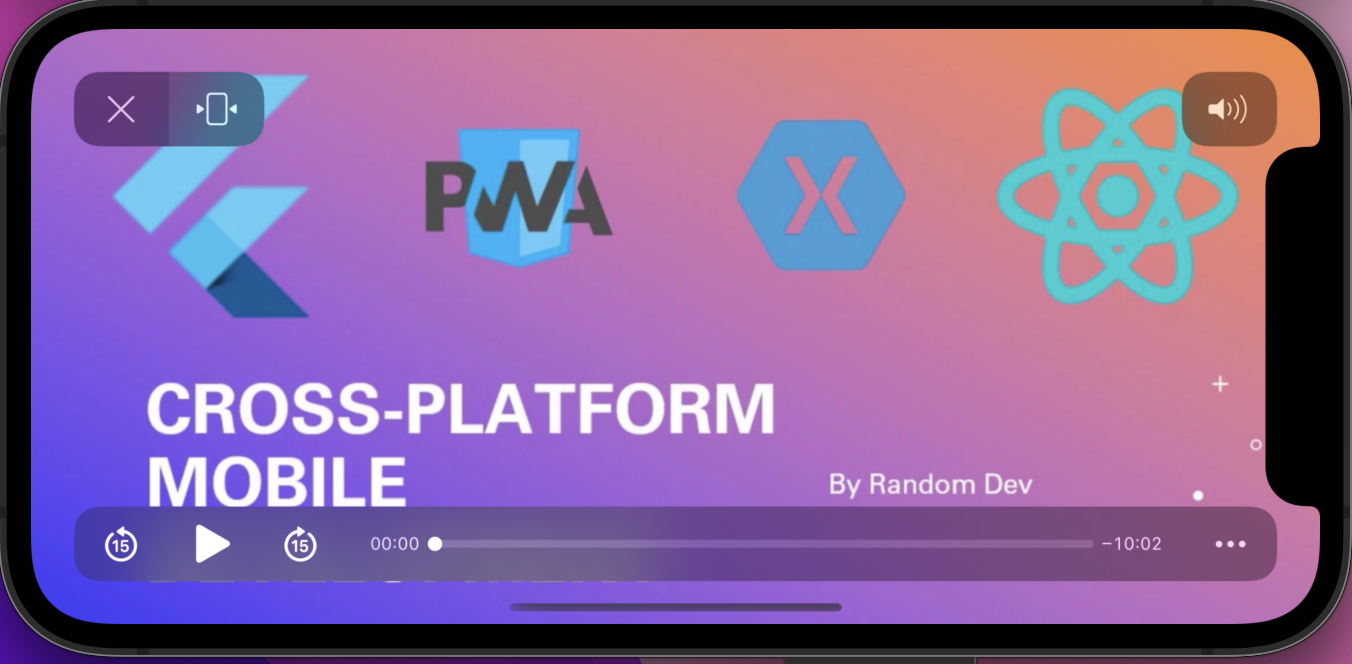 PWA
X
CROSS-PLATFORM
MOBILE
By Random Dev
15
15
00:00
−10:02